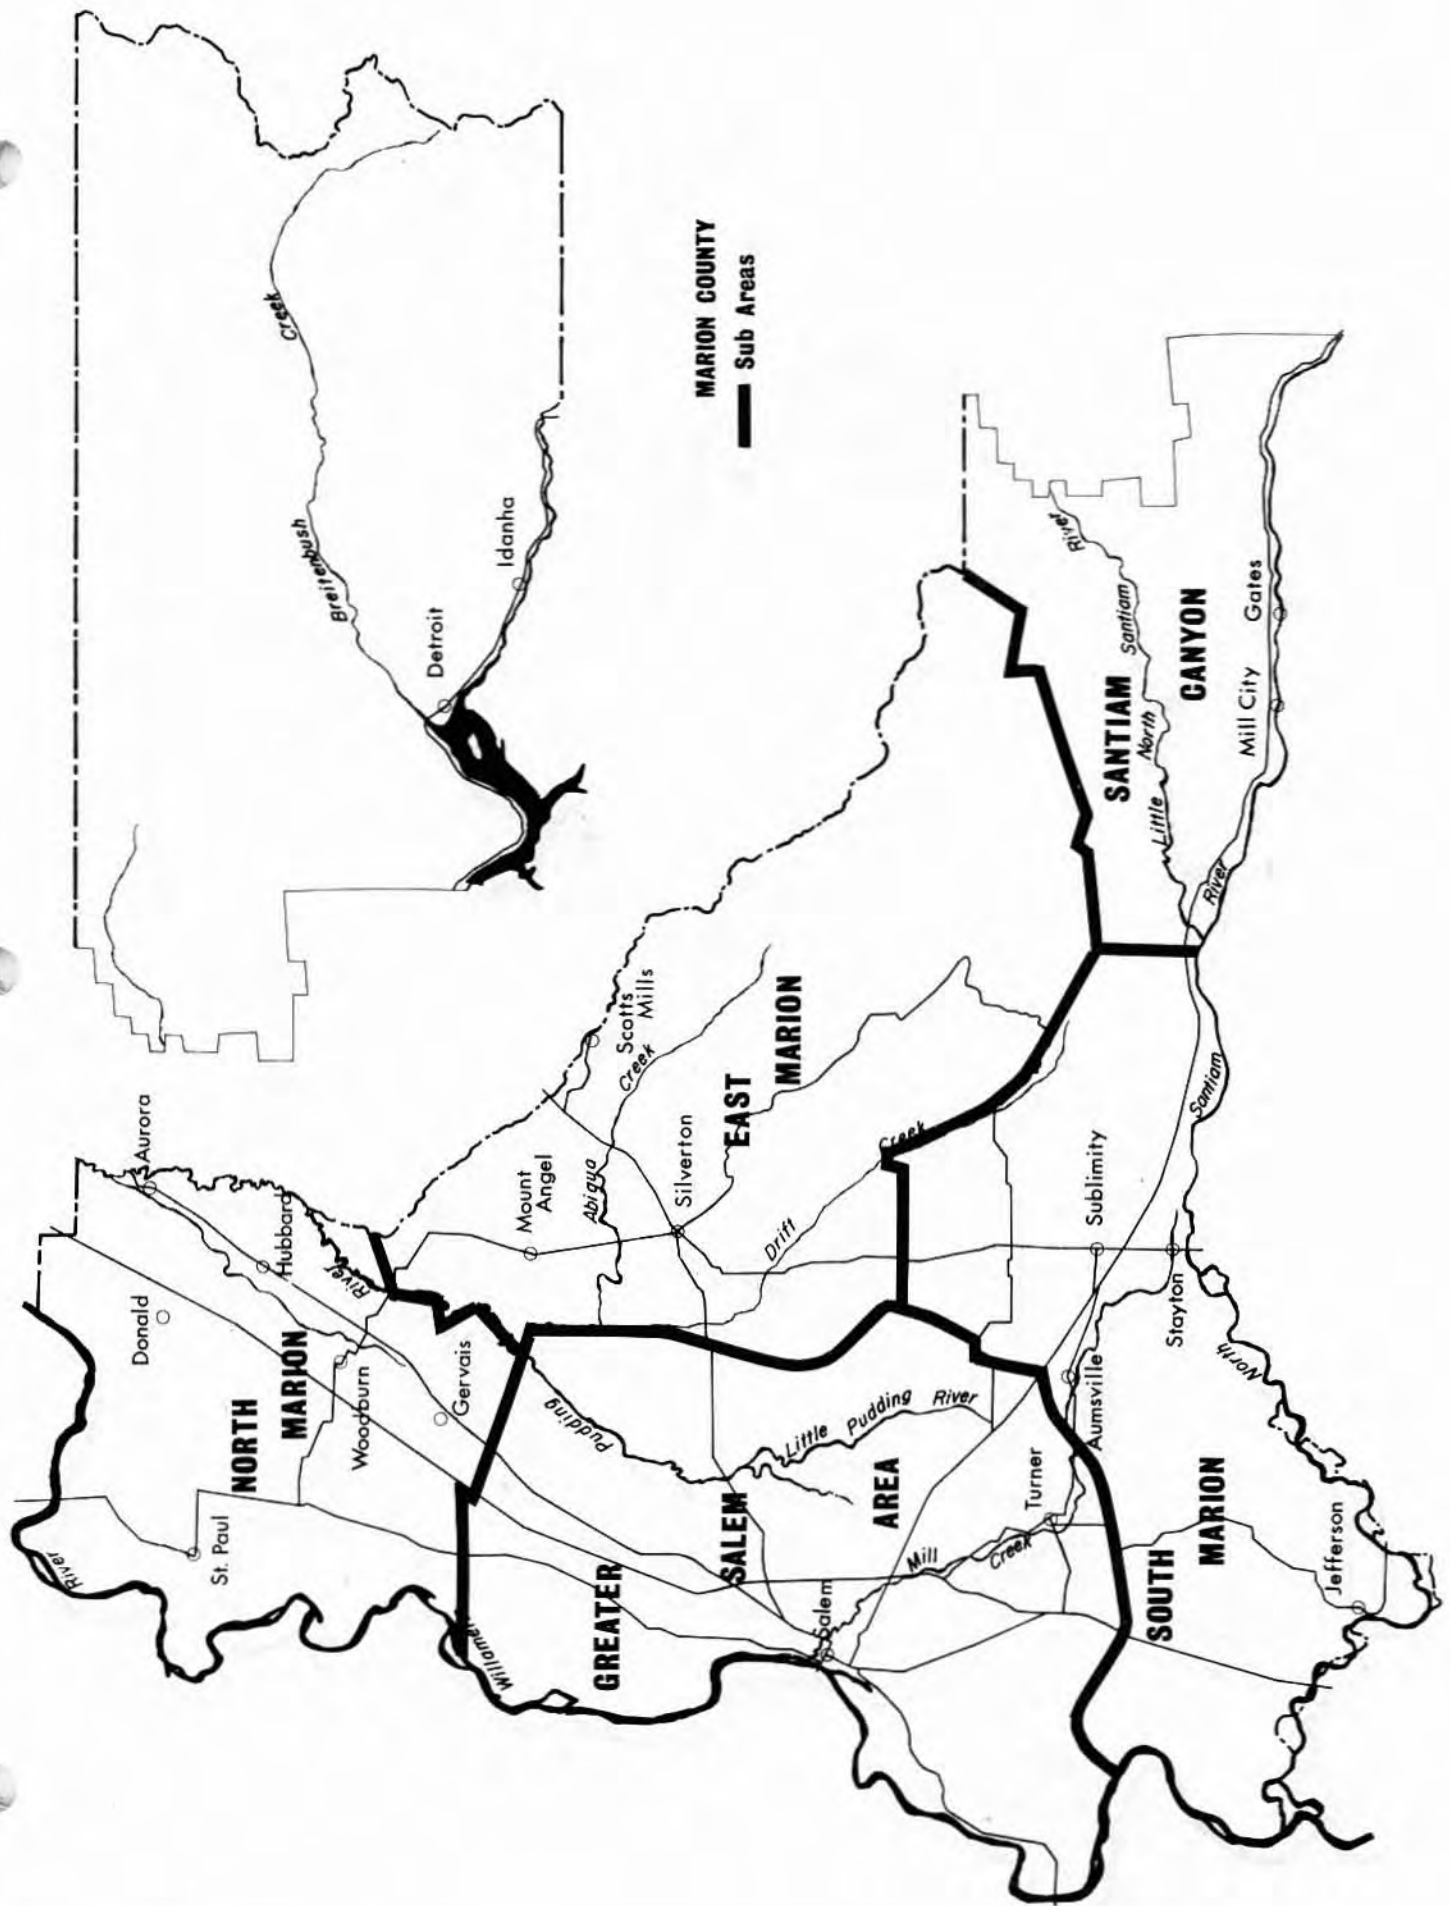 MARION COUNTY
Sub Areas
Creek
Breitenbush
Detroit
Idanha
Aurora
Hubbard
Donald
River
NORTH
MARION
Woodburn
Gervais
St. Paul
River
Scotts
Mills
Creek
Abiqua
Mount
Angel
Silverton
EAST
MARION
Creek
Drift
River
Santiam
North
Little
SANTIAM
CANYON
Gates
Mill City
River
Pudding
Little Pudding River
GREATER
SALEM
AREA
Salem
Mill
Creek
Turner
Aumsville
Sublimity
Stayton
Santiam
North
SOUTH
MARION
Jefferson